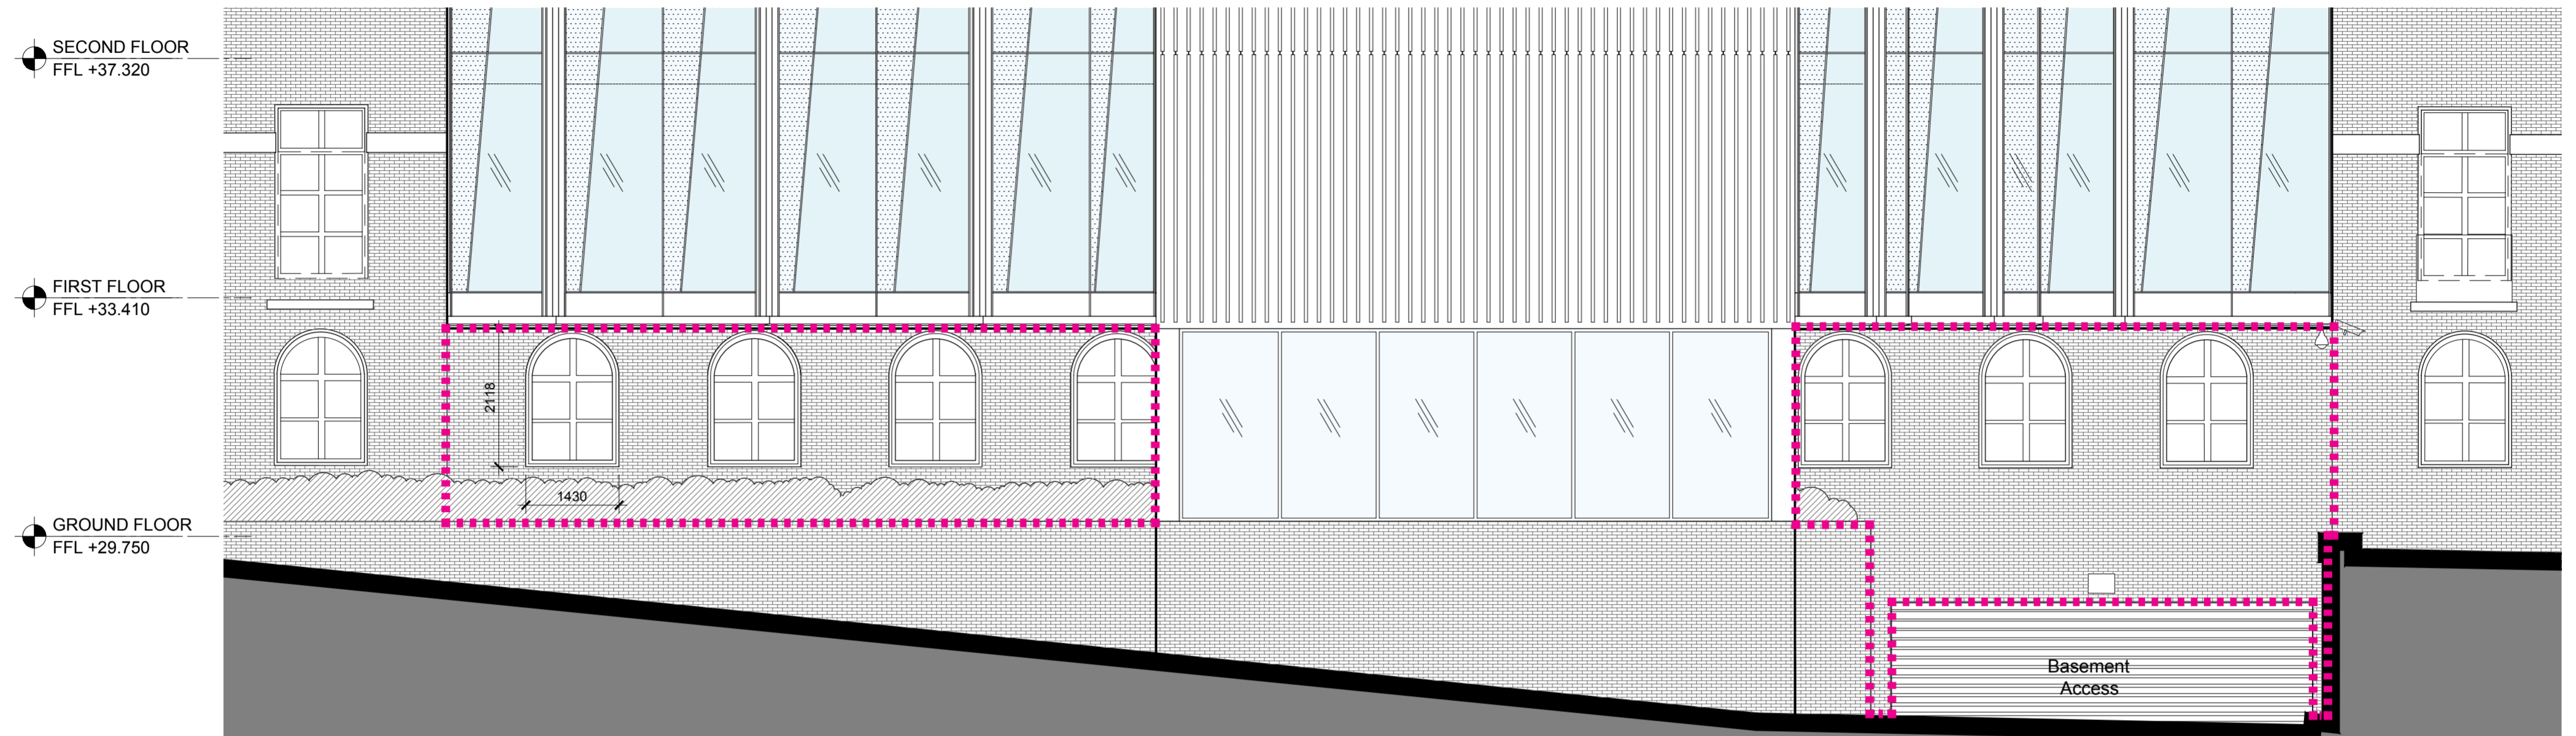 SECOND FLOOR
FFL +37.320
FIRST FLOOR
FFL +33.410
2118
1430
GROUND FLOOR
FFL +29.750
Basement
Access